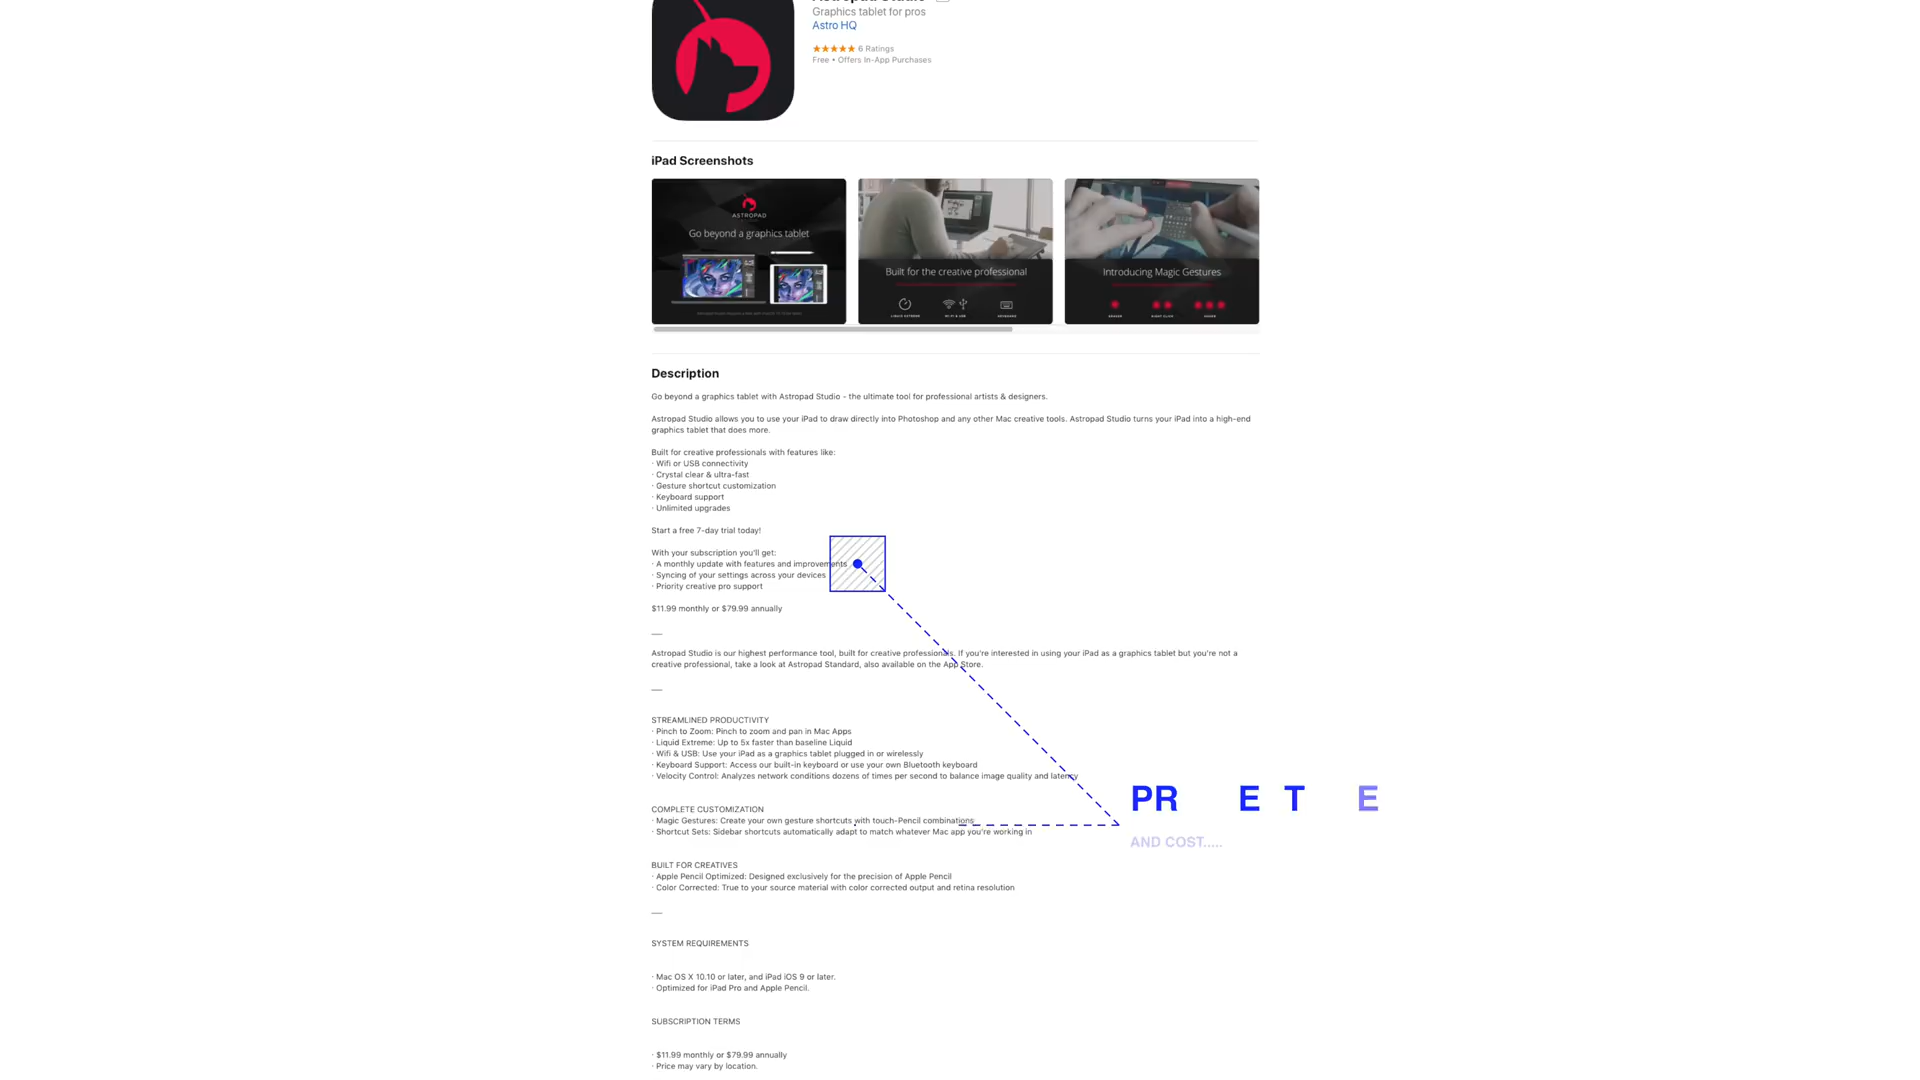 Graphics tablet for pros
Astro HQ
★★★★★ 6 Ratings
Free • Offers In-App Purchases
iPad Screenshots
ASTROPAD
Go beyond a graphics tablet
Built for the creative professional
LIQUID EXTREME WI-FI & USB KEYBOARD
Introducing Magic Gestures
ERASER RIGHT CLICK HOVER
Description
Go beyond a graphics tablet with Astropad Studio - the ultimate tool for professional artists & designers.
Astropad Studio allows you to use your iPad to draw directly into Photoshop and any other Mac creative tools. Astropad Studio turns your iPad into a high-end
graphics tablet that does more.
Built for creative professionals with features like:
· Wifi or USB connectivity
· Crystal clear & ultra-fast
· Gesture shortcut customization
· Keyboard support
· Unlimited upgrades
Start a free 7-day trial today!
With your subscription you'll get:
· A monthly update with features and improvements
· Syncing of your settings across your devices
· Priority creative pro support
$11.99 monthly or $79.99 annually
Astropad Studio is our highest performance tool, built for creative professionals. If you're interested in using your iPad as a graphics tablet but you're not a
creative professional, take a look at Astropad Standard, also available on the App Store.
STREAMLINED PRODUCTIVITY
· Pinch to Zoom: Pinch to zoom and pan in Mac Apps
· Liquid Extreme: Up to 5x faster than baseline Liquid
· Wifi & USB: Use your iPad as a graphics tablet plugged in or wirelessly
· Keyboard Support: Access our built-in keyboard or use your own Bluetooth keyboard
· Velocity Control: Analyzes network conditions dozens of times per second to balance image quality and latency
PR E T E
AND COST.....
COMPLETE CUSTOMIZATION
· Magic Gestures: Create your own gesture shortcuts with touch-Pencil combinations
· Shortcut Sets: Sidebar shortcuts automatically adapt to match whatever Mac app you're working in
BUILT FOR CREATIVES
· Apple Pencil Optimized: Designed exclusively for the precision of Apple Pencil
· Color Corrected: True to your source material with color corrected output and retina resolution
SYSTEM REQUIREMENTS
· Mac OS X 10.10 or later, and iPad iOS 9 or later.
· Optimized for iPad Pro and Apple Pencil.
SUBSCRIPTION TERMS
· $11.99 monthly or $79.99 annually
· Price may vary by location.